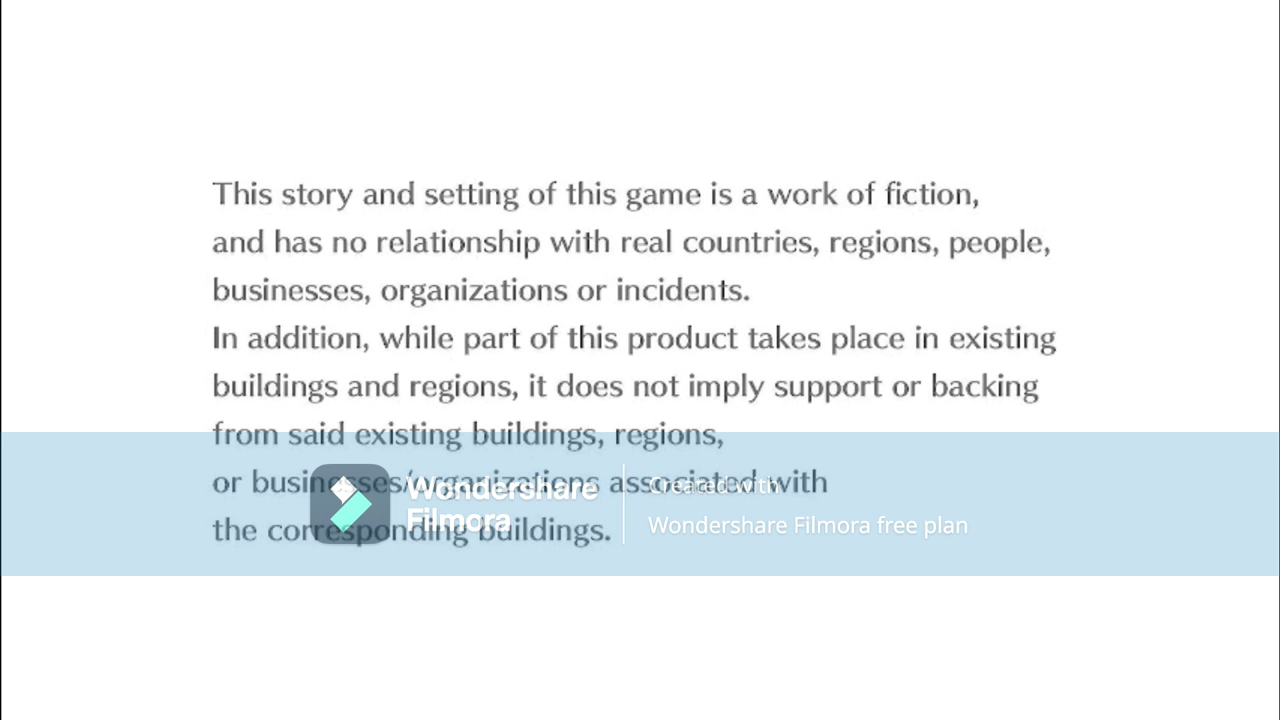 This story and setting of this game is a work of fiction,
and has no relationship with real countries, regions, people,
businesses, organizations or incidents.
In addition, while part of this product takes place in existing
buildings and regions, it does not imply support or backing
from said existing buildings, regions,
or businesses/organizations associated with
the corresponding buildings.
Wondershare
Filmora
Created with
Wondershare Filmora free plan